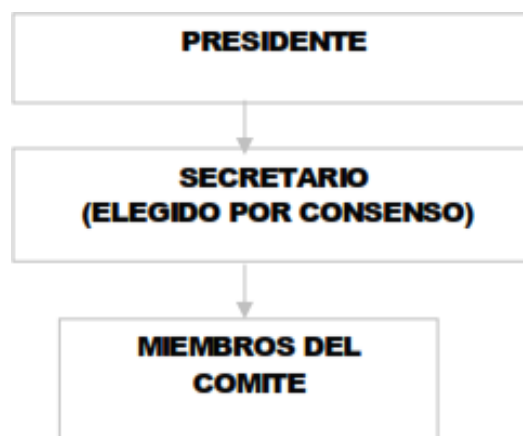 PRESIDENTE
SECRETARIO
(ELEGIDO POR CONSENSO)
MIEMBROS DEL
COMITE